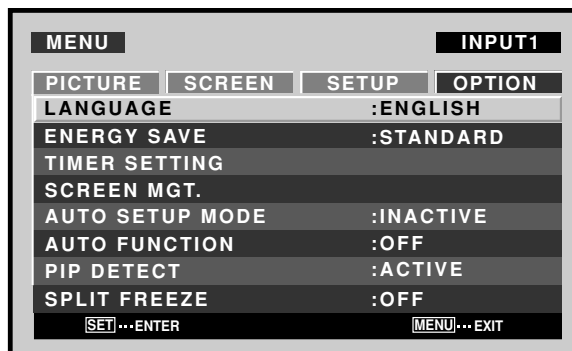 MENU INPUT1
PICTURE SCREEN SETUP OPTION
LANGUAGE :ENGLISH
ENERGY SAVE :STANDARD
TIMER SETTING
SCREEN MGT.
AUTO SETUP MODE :INACTIVE
AUTO FUNCTION :OFF
PIP DETECT :ACTIVE
SPLIT FREEZE :OFF
SET···ENTER MENU···EXIT